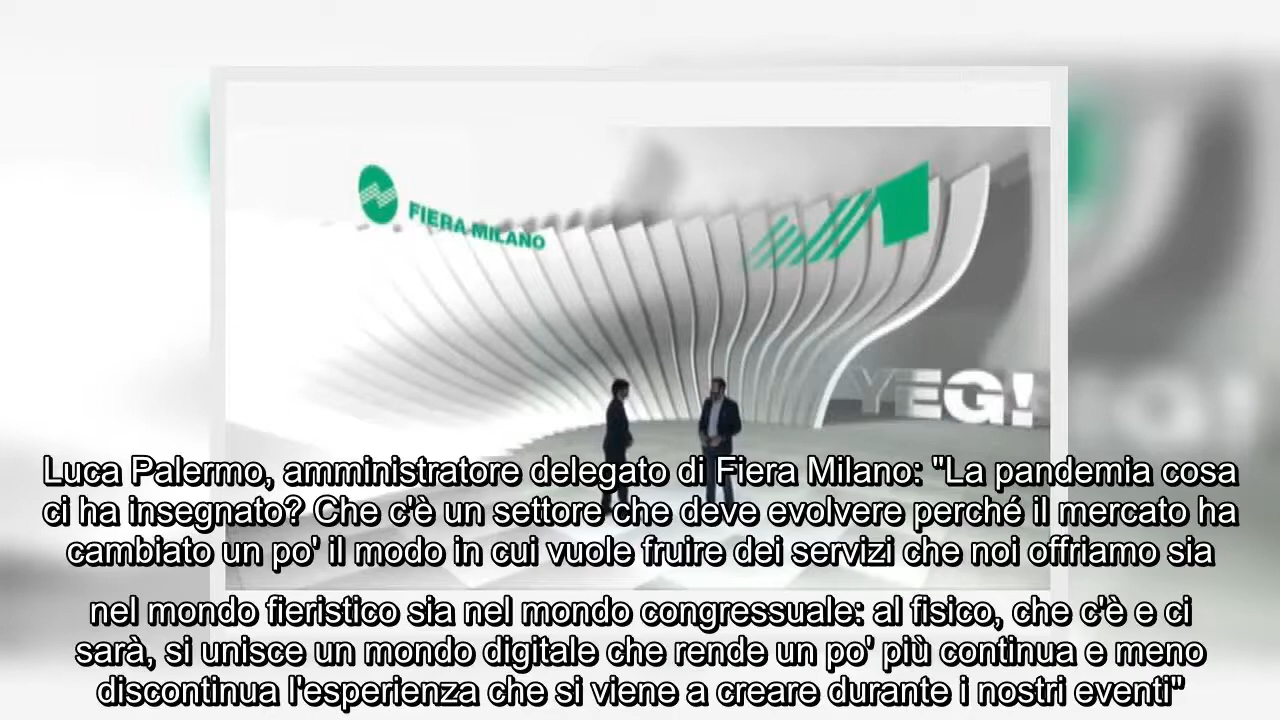 FIERA MILANO
YEG!
Luca Palermo, amministratore delegato di Fiera Milano: "La pandemia cosa
ci ha insegnato? Che c'è un settore che deve evolvere perché il mercato ha
cambiato un po' il modo in cui vuole fruire dei servizi che noi offriamo sia
nel mondo fieristico sia nel mondo congressuale: al fisico, che c'è e ci
sarà, si unisce un mondo digitale che rende un po' più continua e meno
discontinua l'esperienza che si viene a creare durante i nostri eventi"